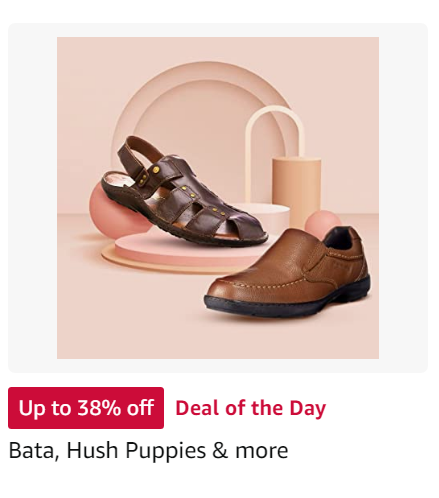 Up to 38% off Deal of the Day
Bata, Hush Puppies & more